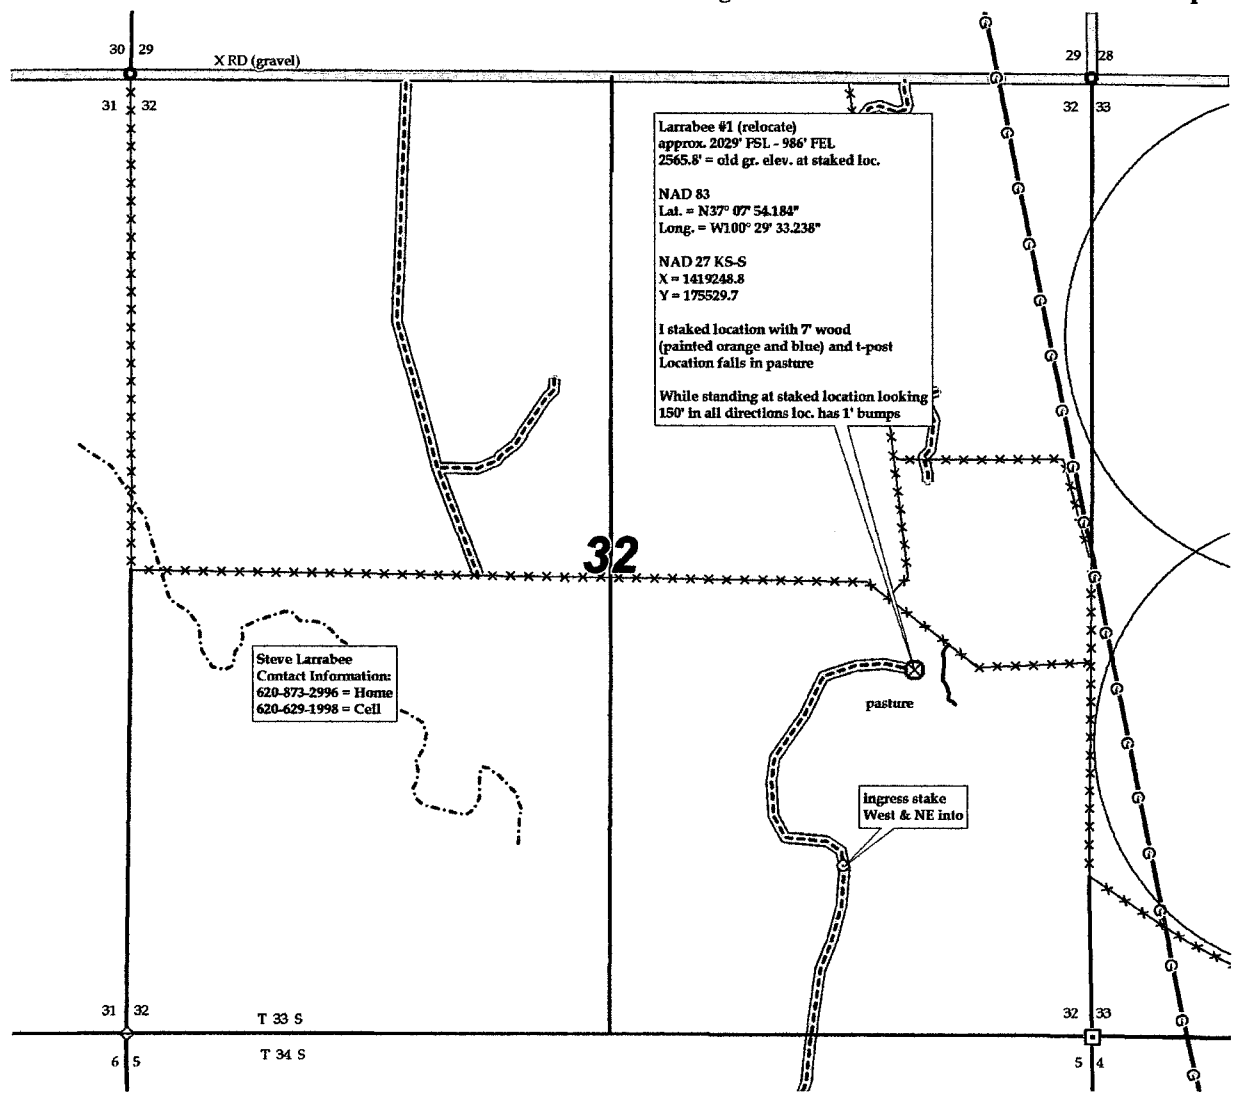 30 29
X RD (gravel)
29 28
31 32
32 33
Larrabee #1 (relocate)
approx. 2029' FSL - 986' FEL
2565.8' = old gr. elev. at staked loc.
NAD 83
Lat. = N37° 07' 54.184"
Long. = W100° 29' 33.238"
NAD 27 KS-S
X = 1419248.8
Y = 175529.7
I staked location with 7' wood
(painted orange and blue) and t-post
Location falls in pasture
While standing at staked location looking
150' in all directions loc. has 1' bumps
32
Steve Larrabee
Contact Information:
620-873-2996 = Home
620-629-1998 = Cell
pasture
ingress stake
West & NE into
31 32
T 33 S
32 33
6 5
T 34 S
5 4